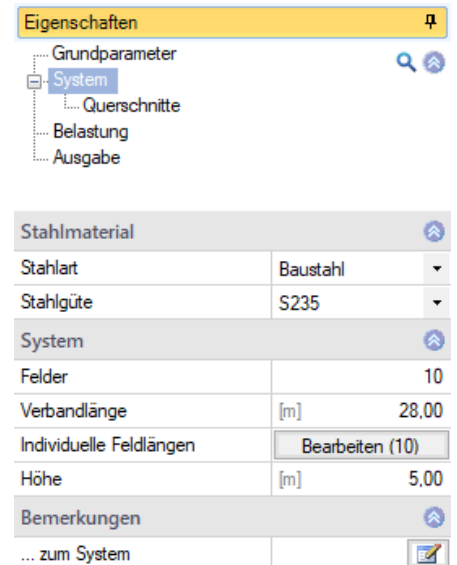 Eigenschaften
Grundparameter
System
Querschnitte
Belastung
Ausgabe
Stahlmaterial
Stahlart Baustahl
Stahlgüte S235
System
Felder 10
Verbandlänge [m] 28,00
Individuelle Feldlängen Bearbeiten (10)
Höhe [m] 5,00
Bemerkungen
... zum System